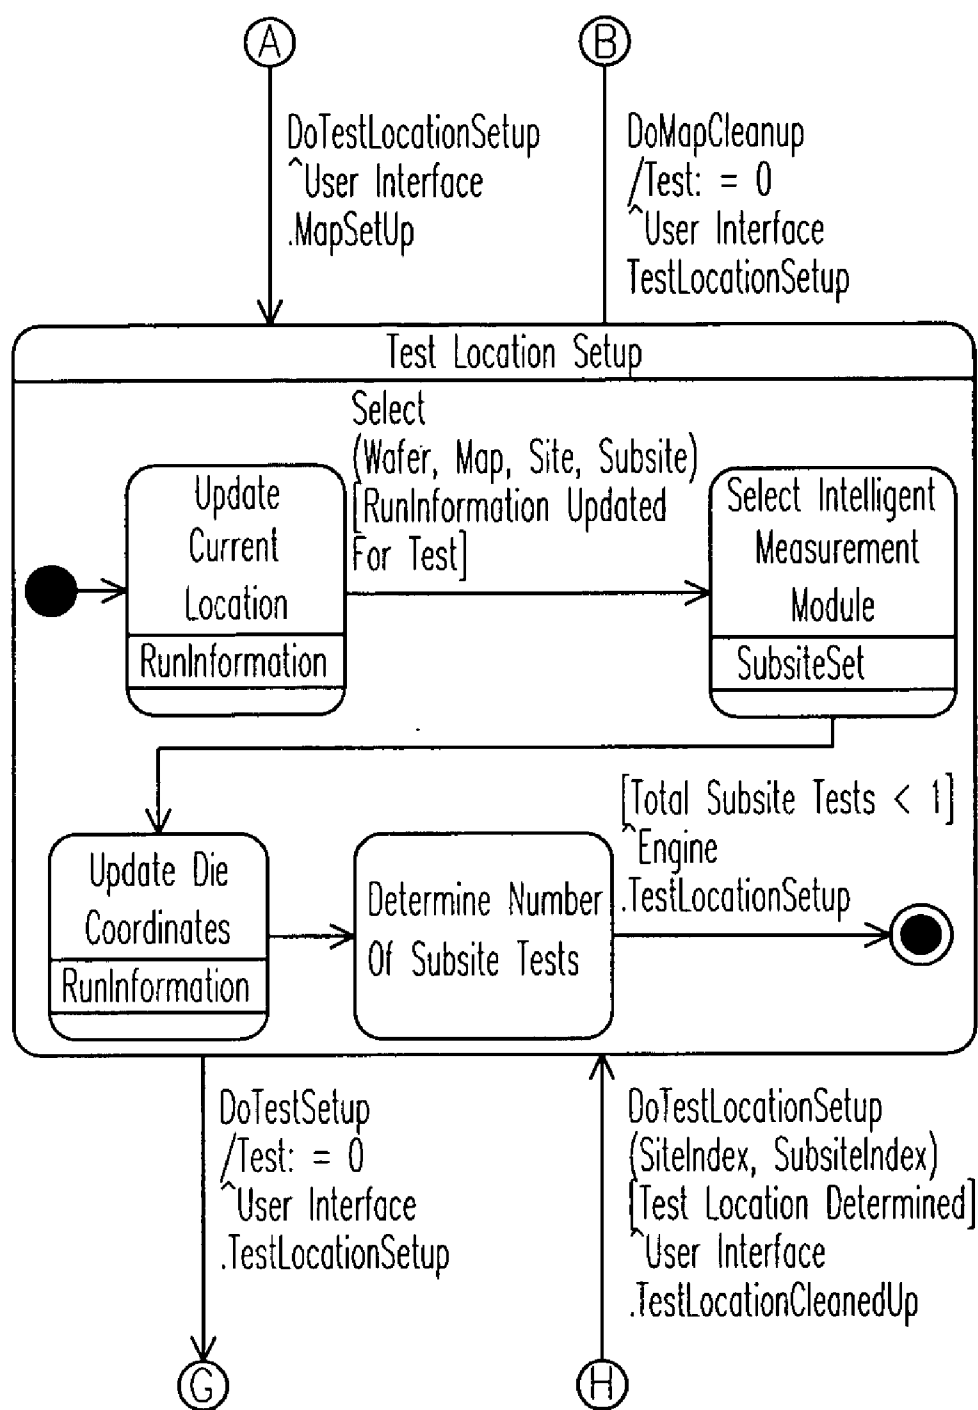 A
B
DoTestLocationSetup
^User Interface
.MapSetUp
DoMapCleanup
/Test: = 0
^User Interface
TestLocationSetup
Test Location Setup
Select
(Wafer, Map, Site, Subsite)
[RunInformation Updated
For Test]
Update
Current
Location
RunInformation
Select Intelligent
Measurement
Module
SubsiteSet
[Total Subsite Tests < 1]
^Engine
.TestLocationSetup
Update Die
Coordinates
RunInformation
Determine Number
Of Subsite Tests
DoTestSetup
/Test: = 0
^User Interface
.TestLocationSetup
DoTestLocationSetup
(SiteIndex, SubsiteIndex)
[Test Location Determined]
^User Interface
.TestLocationCleanedUp
G
H